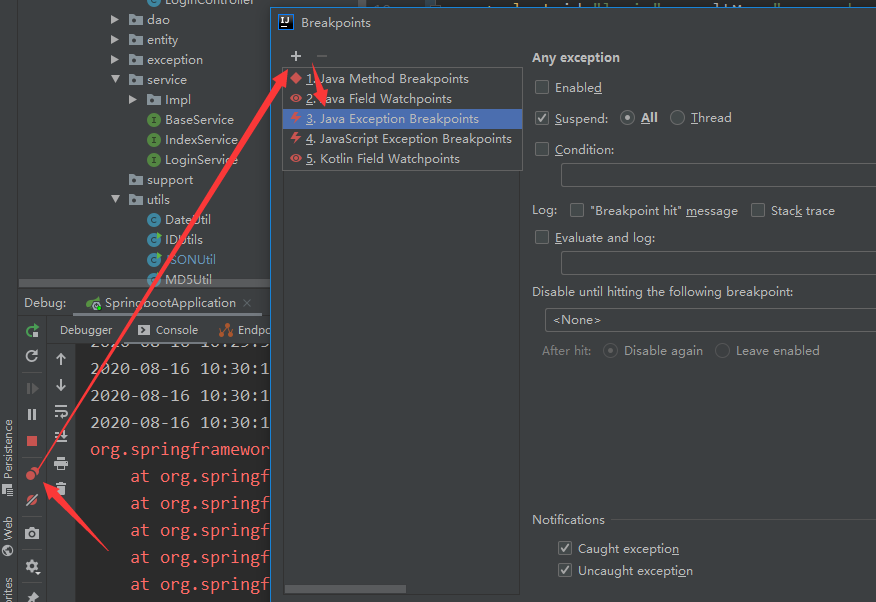 LoginController
dao
entity
exception
service
Impl
BaseService
IndexService
LoginService
support
utils
DateUtil
IDUtils
JSONUtil
MD5Util
Debug: SpringbootApplication
Debugger Console Endpo
2020-08-16 10:29:5
2020-08-16 10:30:1
2020-08-16 10:30:1
2020-08-16 10:30:1
org.springframewor
at org.springf
at org.springf
at org.springf
at org.springf
at org.springf
Persistence
Web
rites
Breakpoints
1. Java Method Breakpoints
2. Java Field Watchpoints
3. Java Exception Breakpoints
4. JavaScript Exception Breakpoints
5. Kotlin Field Watchpoints
Any exception
Enabled
Suspend: All Thread
Condition:
Log: "Breakpoint hit" message Stack trace
Evaluate and log:
Disable until hitting the following breakpoint:
<None>
After hit: Disable again Leave enabled
Notifications
Caught exception
Uncaught exception